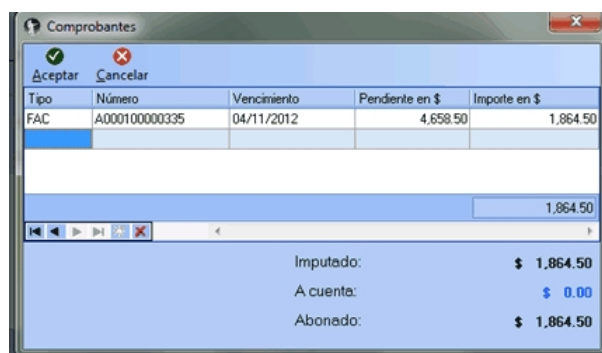 Comprobantes
Aceptar Cancelar
Tipo Número Vencimiento Pendiente en $ Importe en $
FAC A000100000335 04/11/2012 4,658.50 1,864.50
1,864.50
Imputado: $ 1,864.50
A cuenta: $ 0.00
Abonado: $ 1,864.50